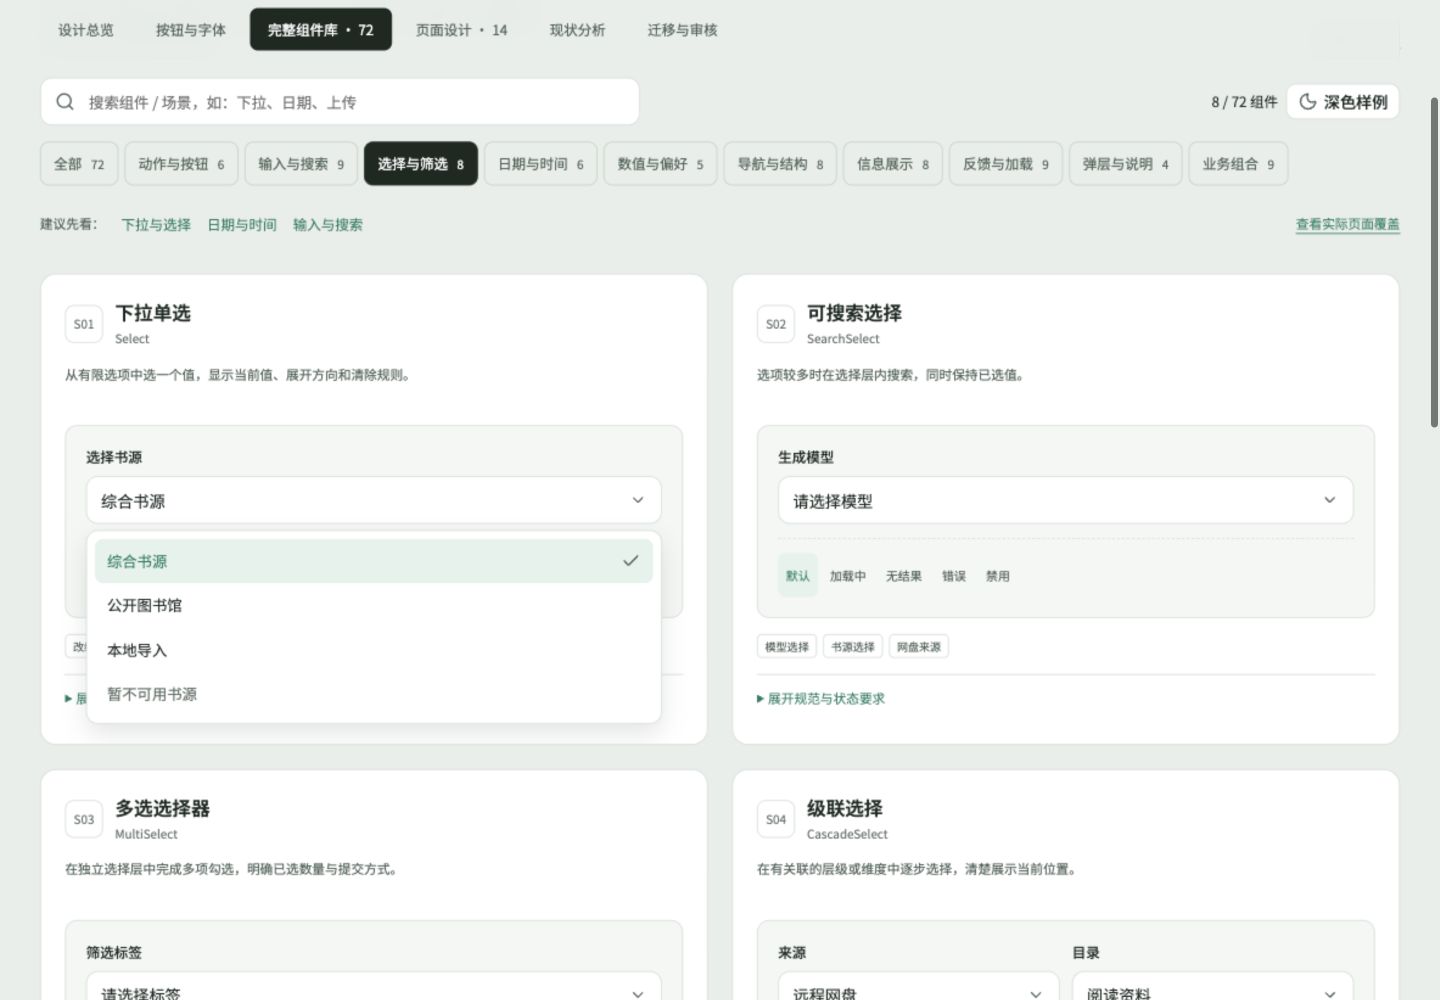 设计总览 按钮与字体 完整组件库 · 72 页面设计 · 14 现状分析 迁移与审核
搜索组件 / 场景，如：下拉、日期、上传
8 / 72 组件 深色样例
全部 72 动作与按钮 6 输入与搜索 9 选择与筛选 8 日期与时间 6 数值与偏好 5 导航与结构 8 信息展示 8 反馈与加载 9 弹层与说明 4 业务组合 9
建议先看： 下拉与选择 日期与时间 输入与搜索 查看实际页面覆盖
S01 下拉单选
Select
从有限选项中选一个值，显示当前值、展开方向和清除规则。
选择书源
综合书源
综合书源
公开图书馆
本地导入
暂不可用书源
展
S02 可搜索选择
SearchSelect
选项较多时在选择层内搜索，同时保持已选值。
生成模型
请选择模型
默认 加载中 无结果 错误 禁用
模型选择 书源选择 网盘来源
展开规范与状态要求
S03 多选选择器
MultiSelect
在独立选择层中完成多项勾选，明确已选数量与提交方式。
筛选标签
请选择标签
S04 级联选择
CascadeSelect
在有关联的层级或维度中逐步选择，清楚展示当前位置。
来源 目录
远程网盘 阅读资料